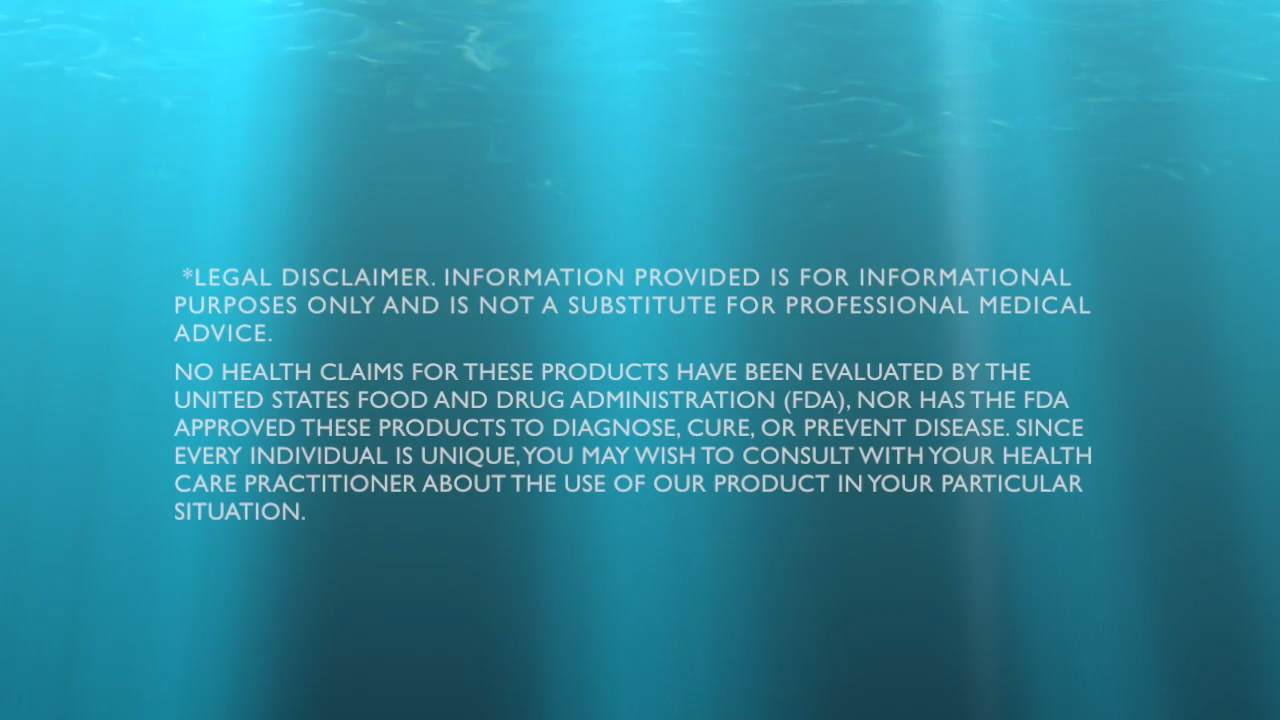 *LEGAL DISCLAIMER. INFORMATION PROVIDED IS FOR INFORMATIONAL
PURPOSES ONLY AND IS NOT A SUBSTITUTE FOR PROFESSIONAL MEDICAL
ADVICE.
NO HEALTH CLAIMS FOR THESE PRODUCTS HAVE BEEN EVALUATED BY THE
UNITED STATES FOOD AND DRUG ADMINISTRATION (FDA), NOR HAS THE FDA
APPROVED THESE PRODUCTS TO DIAGNOSE, CURE, OR PREVENT DISEASE. SINCE
EVERY INDIVIDUAL IS UNIQUE, YOU MAY WISH TO CONSULT WITH YOUR HEALTH
CARE PRACTITIONER ABOUT THE USE OF OUR PRODUCT IN YOUR PARTICULAR
SITUATION.